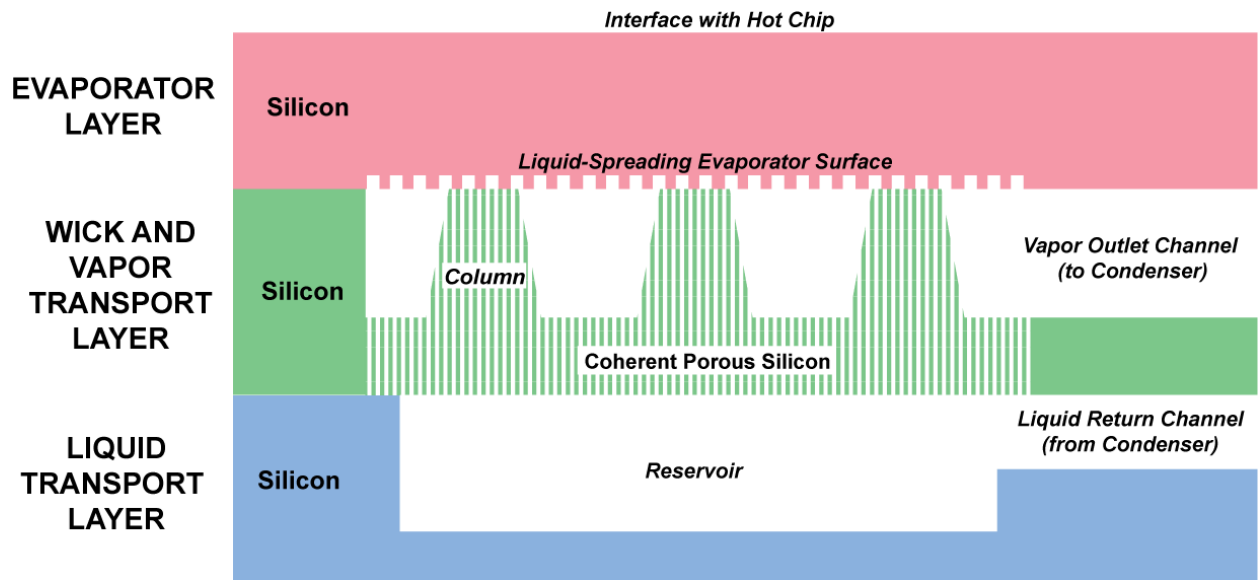 Interface with Hot Chip
EVAPORATOR
LAYER
Silicon
Liquid-Spreading Evaporator Surface
WICK AND
VAPOR
TRANSPORT
LAYER
Silicon
Column
Vapor Outlet Channel
(to Condenser)
Coherent Porous Silicon
LIQUID
TRANSPORT
LAYER
Silicon
Reservoir
Liquid Return Channel
(from Condenser)